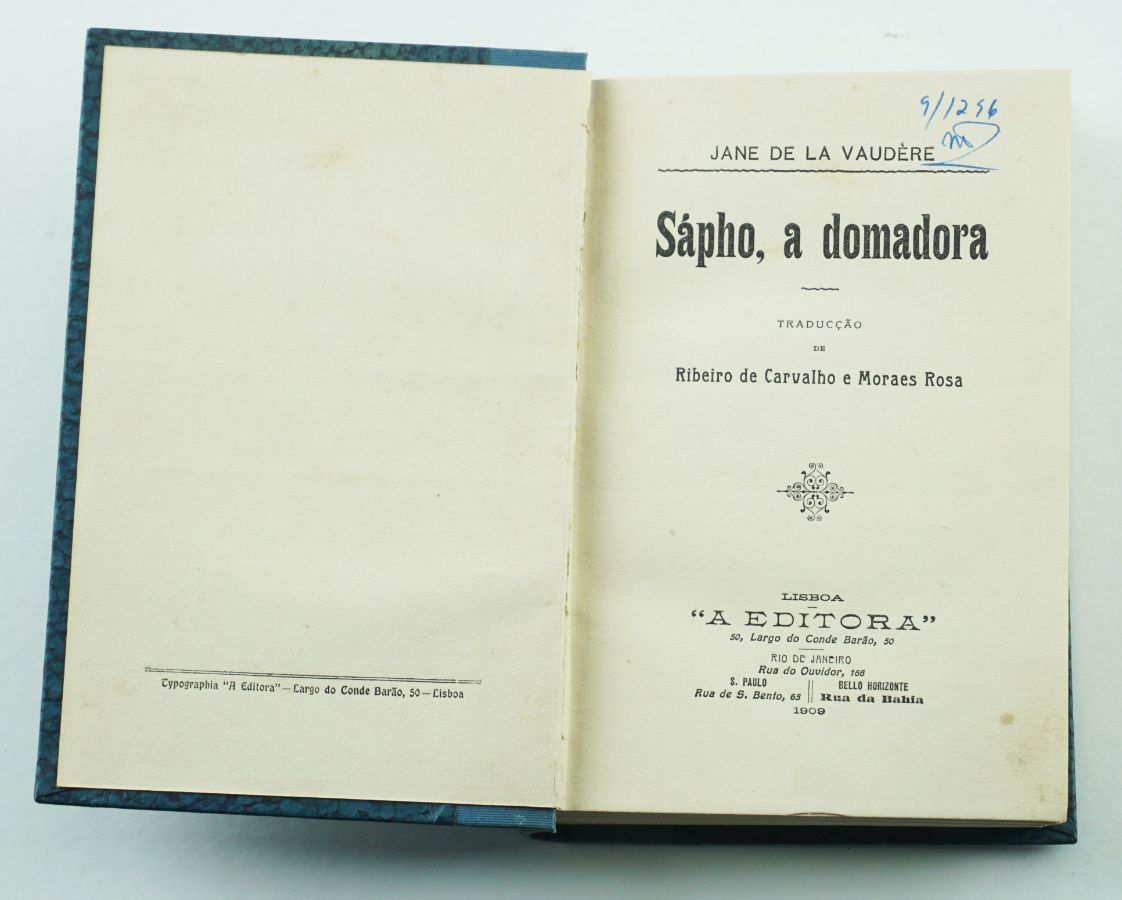 Typographia "A Editora" — Largo do Conde Barão, 50 — Lisboa
9/1296
JANE DE LA VAUDÈRE
Sápho, a domadora
TRADUCÇÃO
DE
Ribeiro de Carvalho e Moraes Rosa
LISBOA
"A EDITORA"
50, Largo do Conde Barão, 50
RIO DE JANEIRO
Rua do Ouvidor, 166
S. PAULO
Rua de S. Bento, 65
BELLO HORIZONTE
Rua da Bahia
1909